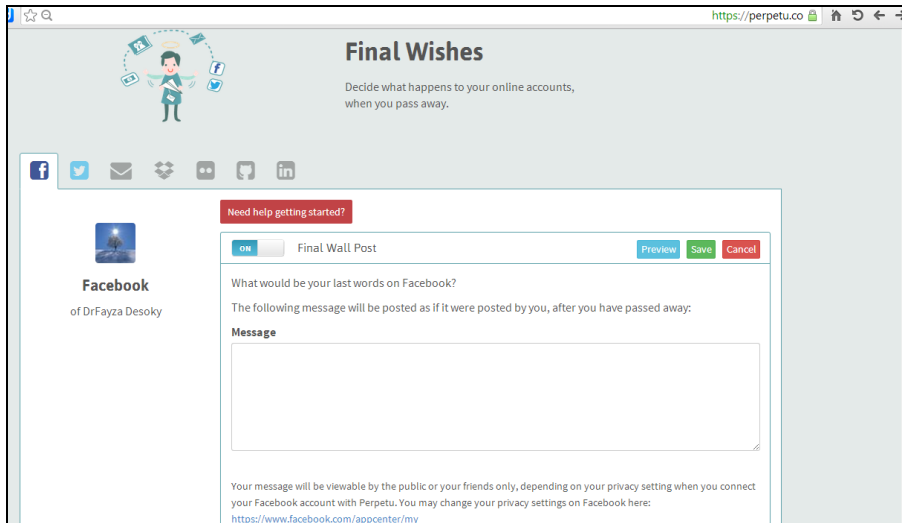 https://perpetu.co
Final Wishes
Decide what happens to your online accounts,
when you pass away.
Need help getting started?
ON
Final Wall Post
Preview
Save
Cancel
Facebook
of DrFayza Desoky
What would be your last words on Facebook?
The following message will be posted as if it were posted by you, after you have passed away:
Message
Your message will be viewable by the public or your friends only, depending on your privacy setting when you connect
your Facebook account with Perpetu. You may change your privacy settings on Facebook here:
https://www.facebook.com/appcenter/my